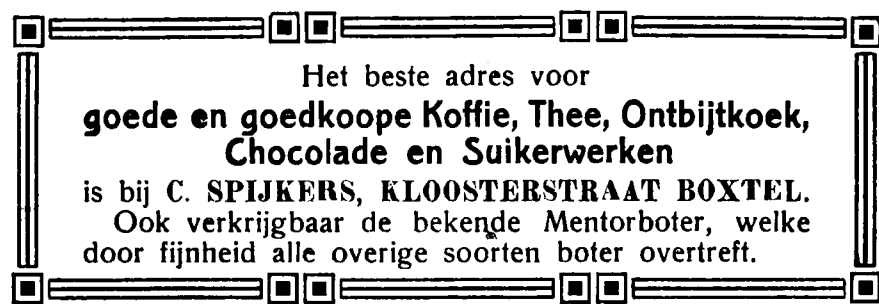 Het beste adres voor
goede en goedkoope Koffie, Thee, Ontbijtkoek,
Chocolade en Suikerwerken
is bij C. SPIJKERS, KLOOSTERSTRAAT BOXTEL.
Ook verkrijgbaar de bekende Mentorboter, welke
door fijnheid alle overige soorten boter overtreft.